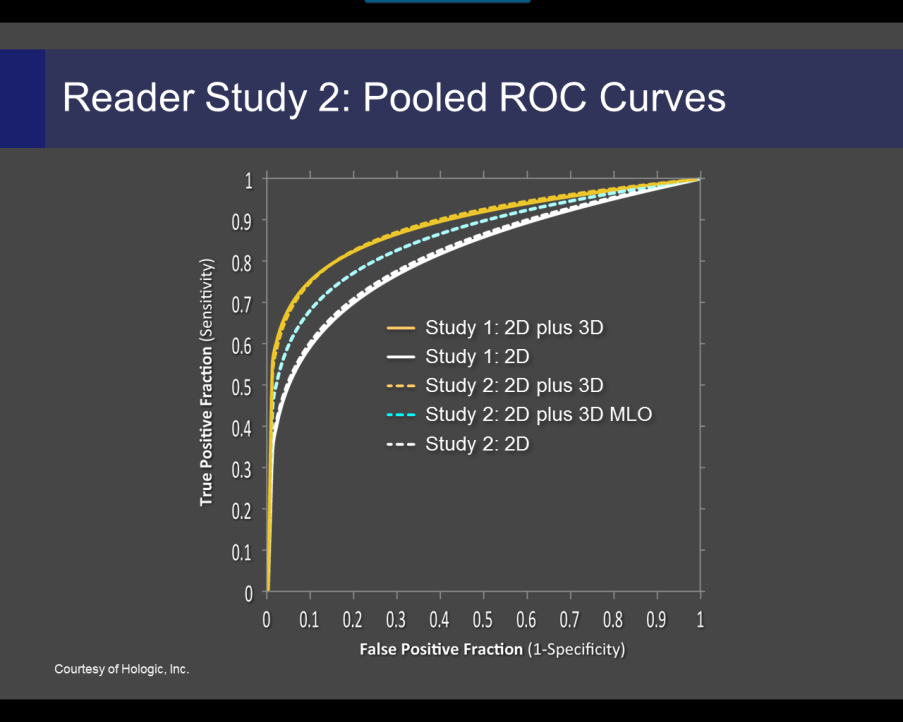 Reader Study 2: Pooled ROC Curves
1
0.9
0.8
0.7
0.6
0.5
0.4
0.3
0.2
0.1
0
True Positive Fraction (Sensitivity)
Study 1: 2D plus 3D
Study 1: 2D
Study 2: 2D plus 3D
Study 2: 2D plus 3D MLO
Study 2: 2D
0 0.1 0.2 0.3 0.4 0.5 0.6 0.7 0.8 0.9 1
False Positive Fraction (1-Specificity)
Courtesy of Hologic, Inc.